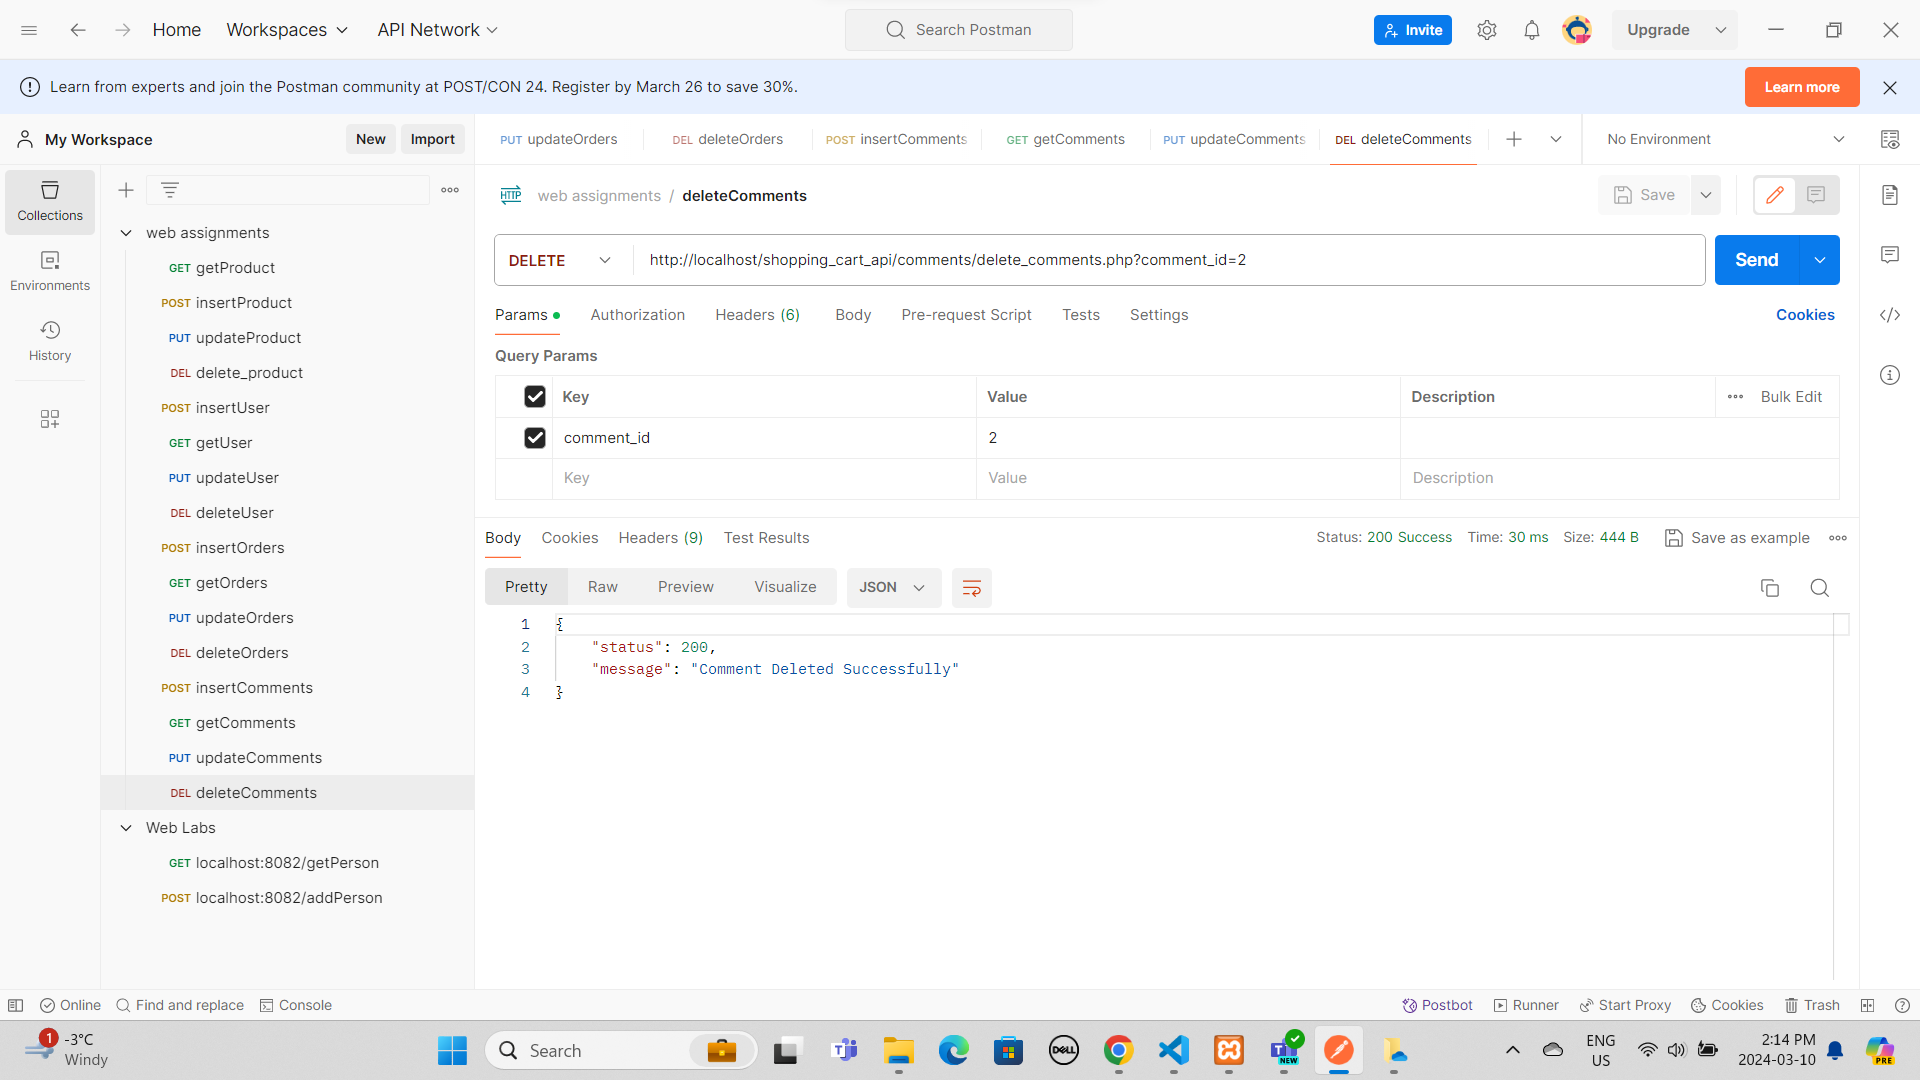 Home
Workspaces
API Network
Search Postman
Invite
Upgrade
Learn from experts and join the Postman community at POST/CON 24. Register by March 26 to save 30%.
Learn more
My Workspace
New
Import
PUT updateOrders
DEL deleteOrders
POST insertComments
GET getComments
PUT updateComments
DEL deleteComments
No Environment
Collections
Environments
History
web assignments
GET getProduct
POST insertProduct
PUT updateProduct
DEL delete_product
POST insertUser
GET getUser
PUT updateUser
DEL deleteUser
POST insertOrders
GET getOrders
PUT updateOrders
DEL deleteOrders
POST insertComments
GET getComments
PUT updateComments
DEL deleteComments
Web Labs
GET localhost:8082/getPerson
POST localhost:8082/addPerson
HTTP web assignments / deleteComments
Save
DELETE
http://localhost/shopping_cart_api/comments/delete_comments.php?comment_id=2
Send
Params
Authorization
Headers (6)
Body
Pre-request Script
Tests
Settings
Cookies
Query Params
Key Value Description Bulk Edit
comment_id 2
Key Value Description
Body
Cookies
Headers (9)
Test Results
Status: 200 Success Time: 30 ms Size: 444 B
Save as example
Pretty
Raw
Preview
Visualize
JSON
1 {
2 "status": 200,
3 "message": "Comment Deleted Successfully"
4 }
Online
Find and replace
Console
Postbot
Runner
Start Proxy
Cookies
Trash
1
-3°C
Windy
Search
DELL
NEW
ENG
US
2:14 PM
2024-03-10
PRE